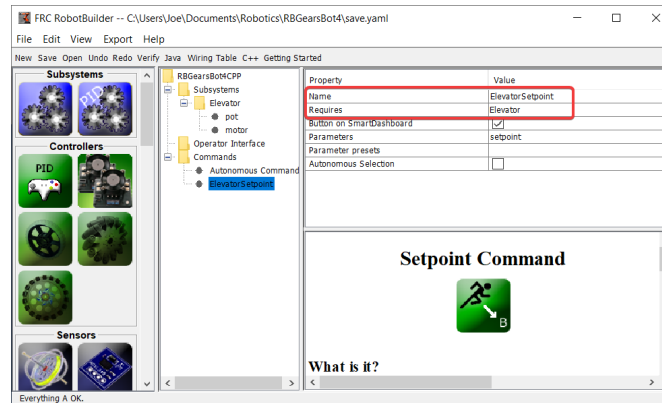 FRC RobotBuilder -- C:\Users\Joe\Documents\Robotics\RBGearsBot4\save.yaml
File Edit View Export Help
New Save Open Undo Redo Verify Java Wiring Table C++ Getting Started
Subsystems
PID
Controllers
PID
Sensors
RBGearsBot4CPP
Subsystems
Elevator
pot
motor
Operator Interface
Commands
Autonomous Command
ElevatorSetpoint
Property Value
Name ElevatorSetpoint
Requires Elevator
Button on SmartDashboard
Parameters setpoint
Parameter presets
Autonomous Selection
Setpoint Command
B
What is it?
Everything A OK.